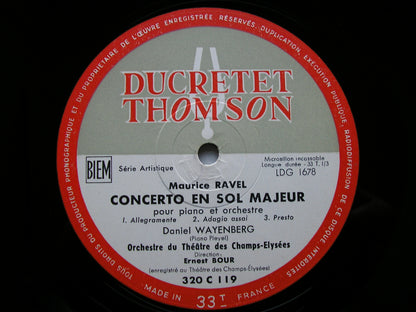 TOUS DROITS DU PRODUCTEUR PHONOGRAPHIQUE ET DU PROPRIETAIRE DE L'ŒUVRE ENREGISTRÉE RÉSERVÉS. DUPLICATION, EXÉCUTION PUBLIQUE, RADIODIFFUSION DE CE DISQUE INTERDITES
DUCRETET
THOMSON
BIEM
Série Artistique
Microsillon incassable
Longue durée - 33 T. 1/3
LDG 1678
Maurice RAVEL
CONCERTO EN SOL MAJEUR
pour piano et orchestre
1. Allegramente 2. Adagio assai 3. Presto
Daniel WAYENBERG
(Piano Pleyel)
Orchestre du Théâtre des Champs-Elysées
Direction:
Ernest BOUR
(enregistré au Théâtre des Champs-Elysées)
320 C 119
MADE IN 33T FRANCE